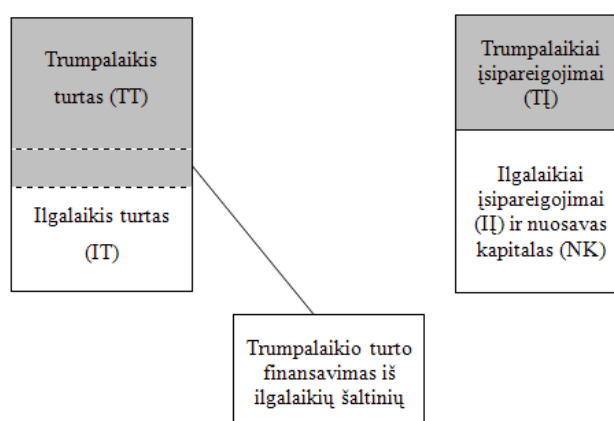 Trumpalaikis
turtas (TT)
Ilgalaikis turtas
(IT)
Trumpalaikiai
įsipareigojimai
(TĮ)
Ilgalaikiai
įsipareigojimai
(IĮ) ir nuosavas
kapitalas (NK)
Trumpalaikio turto
finansavimas iš
ilgalaikių šaltinių